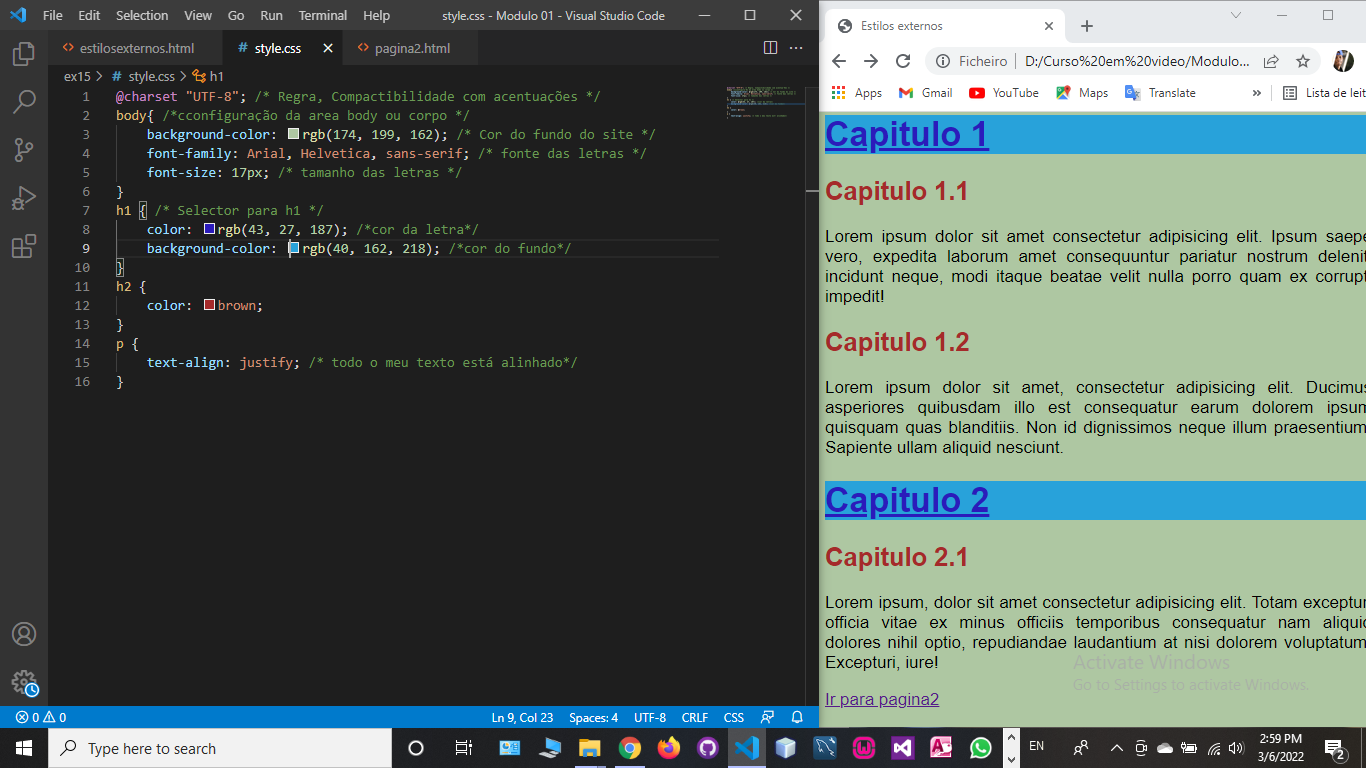 File Edit Selection View Go Run Terminal Help style.css - Modulo 01 - Visual Studio Code
estilosexternos.html # style.css pagina2.html
ex15 > # style.css > h1
1 @charset "UTF-8"; /* Regra, Compactibilidade com acentuações */
2 body{ /*cconfiguração da area body ou corpo */
3 background-color: rgb(174, 199, 162); /* Cor do fundo do site */
4 font-family: Arial, Helvetica, sans-serif; /* fonte das letras */
5 font-size: 17px; /* tamanho das letras */
6 }
7 h1 { /* Selector para h1 */
8 color: rgb(43, 27, 187); /*cor da letra*/
9 background-color: rgb(40, 162, 218); /*cor do fundo*/
10 }
11 h2 {
12 color: brown;
13 }
14 p {
15 text-align: justify; /* todo o meu texto está alinhado*/
16 }
0 0 Ln 9, Col 23 Spaces: 4 UTF-8 CRLF CSS
Estilos externos
Ficheiro D:/Curso%20em%20video/Modulo...
Apps Gmail YouTube Maps Translate » Lista de leit
Capitulo 1
Capitulo 1.1
Lorem ipsum dolor sit amet consectetur adipisicing elit. Ipsum saepe
vero, expedita laborum amet consequuntur pariatur nostrum delenit
incidunt neque, modi itaque beatae velit nulla porro quam ex corrupt
impedit!
Capitulo 1.2
Lorem ipsum dolor sit amet, consectetur adipisicing elit. Ducimus
asperiores quibusdam illo est consequatur earum dolorem ipsum
quisquam quas blanditiis. Non id dignissimos neque illum praesentium
Sapiente ullam aliquid nesciunt.
Capitulo 2
Capitulo 2.1
Lorem ipsum, dolor sit amet consectetur adipisicing elit. Totam exceptur
officia vitae ex minus officiis temporibus consequatur nam aliquid
dolores nihil optio, repudiandae laudantium at nisi dolorem voluptatum
Excepturi, iure!
Activate Windows
Go to Settings to activate Windows.
Ir para pagina2
Type here to search
EN
2:59 PM
3/6/2022
2